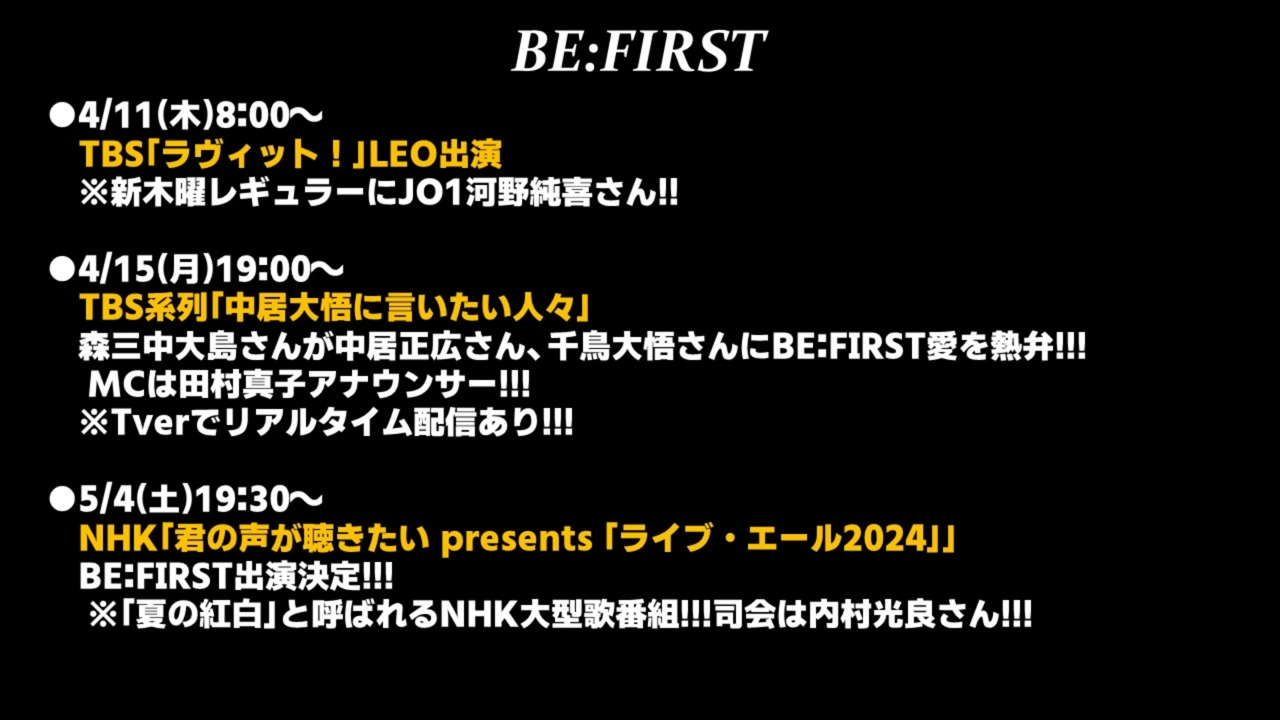 BE:FIRST
●4/11(木)8:00〜
TBS「ラヴィット！」LEO出演
※新木曜レギュラーにJO1河野純喜さん!!
●4/15(月)19:00〜
TBS系列「中居大悟に言いたい人々」
森三中大島さんが中居正広さん、千鳥大悟さんにBE:FIRST愛を熱弁!!!
MCは田村真子アナウンサー!!!
※Tverでリアルタイム配信あり!!!
●5/4(土)19:30〜
NHK「君の声が聴きたい presents 「ライブ・エール2024」」
BE:FIRST出演決定!!!
※「夏の紅白」と呼ばれるNHK大型歌番組!!!司会は内村光良さん!!!